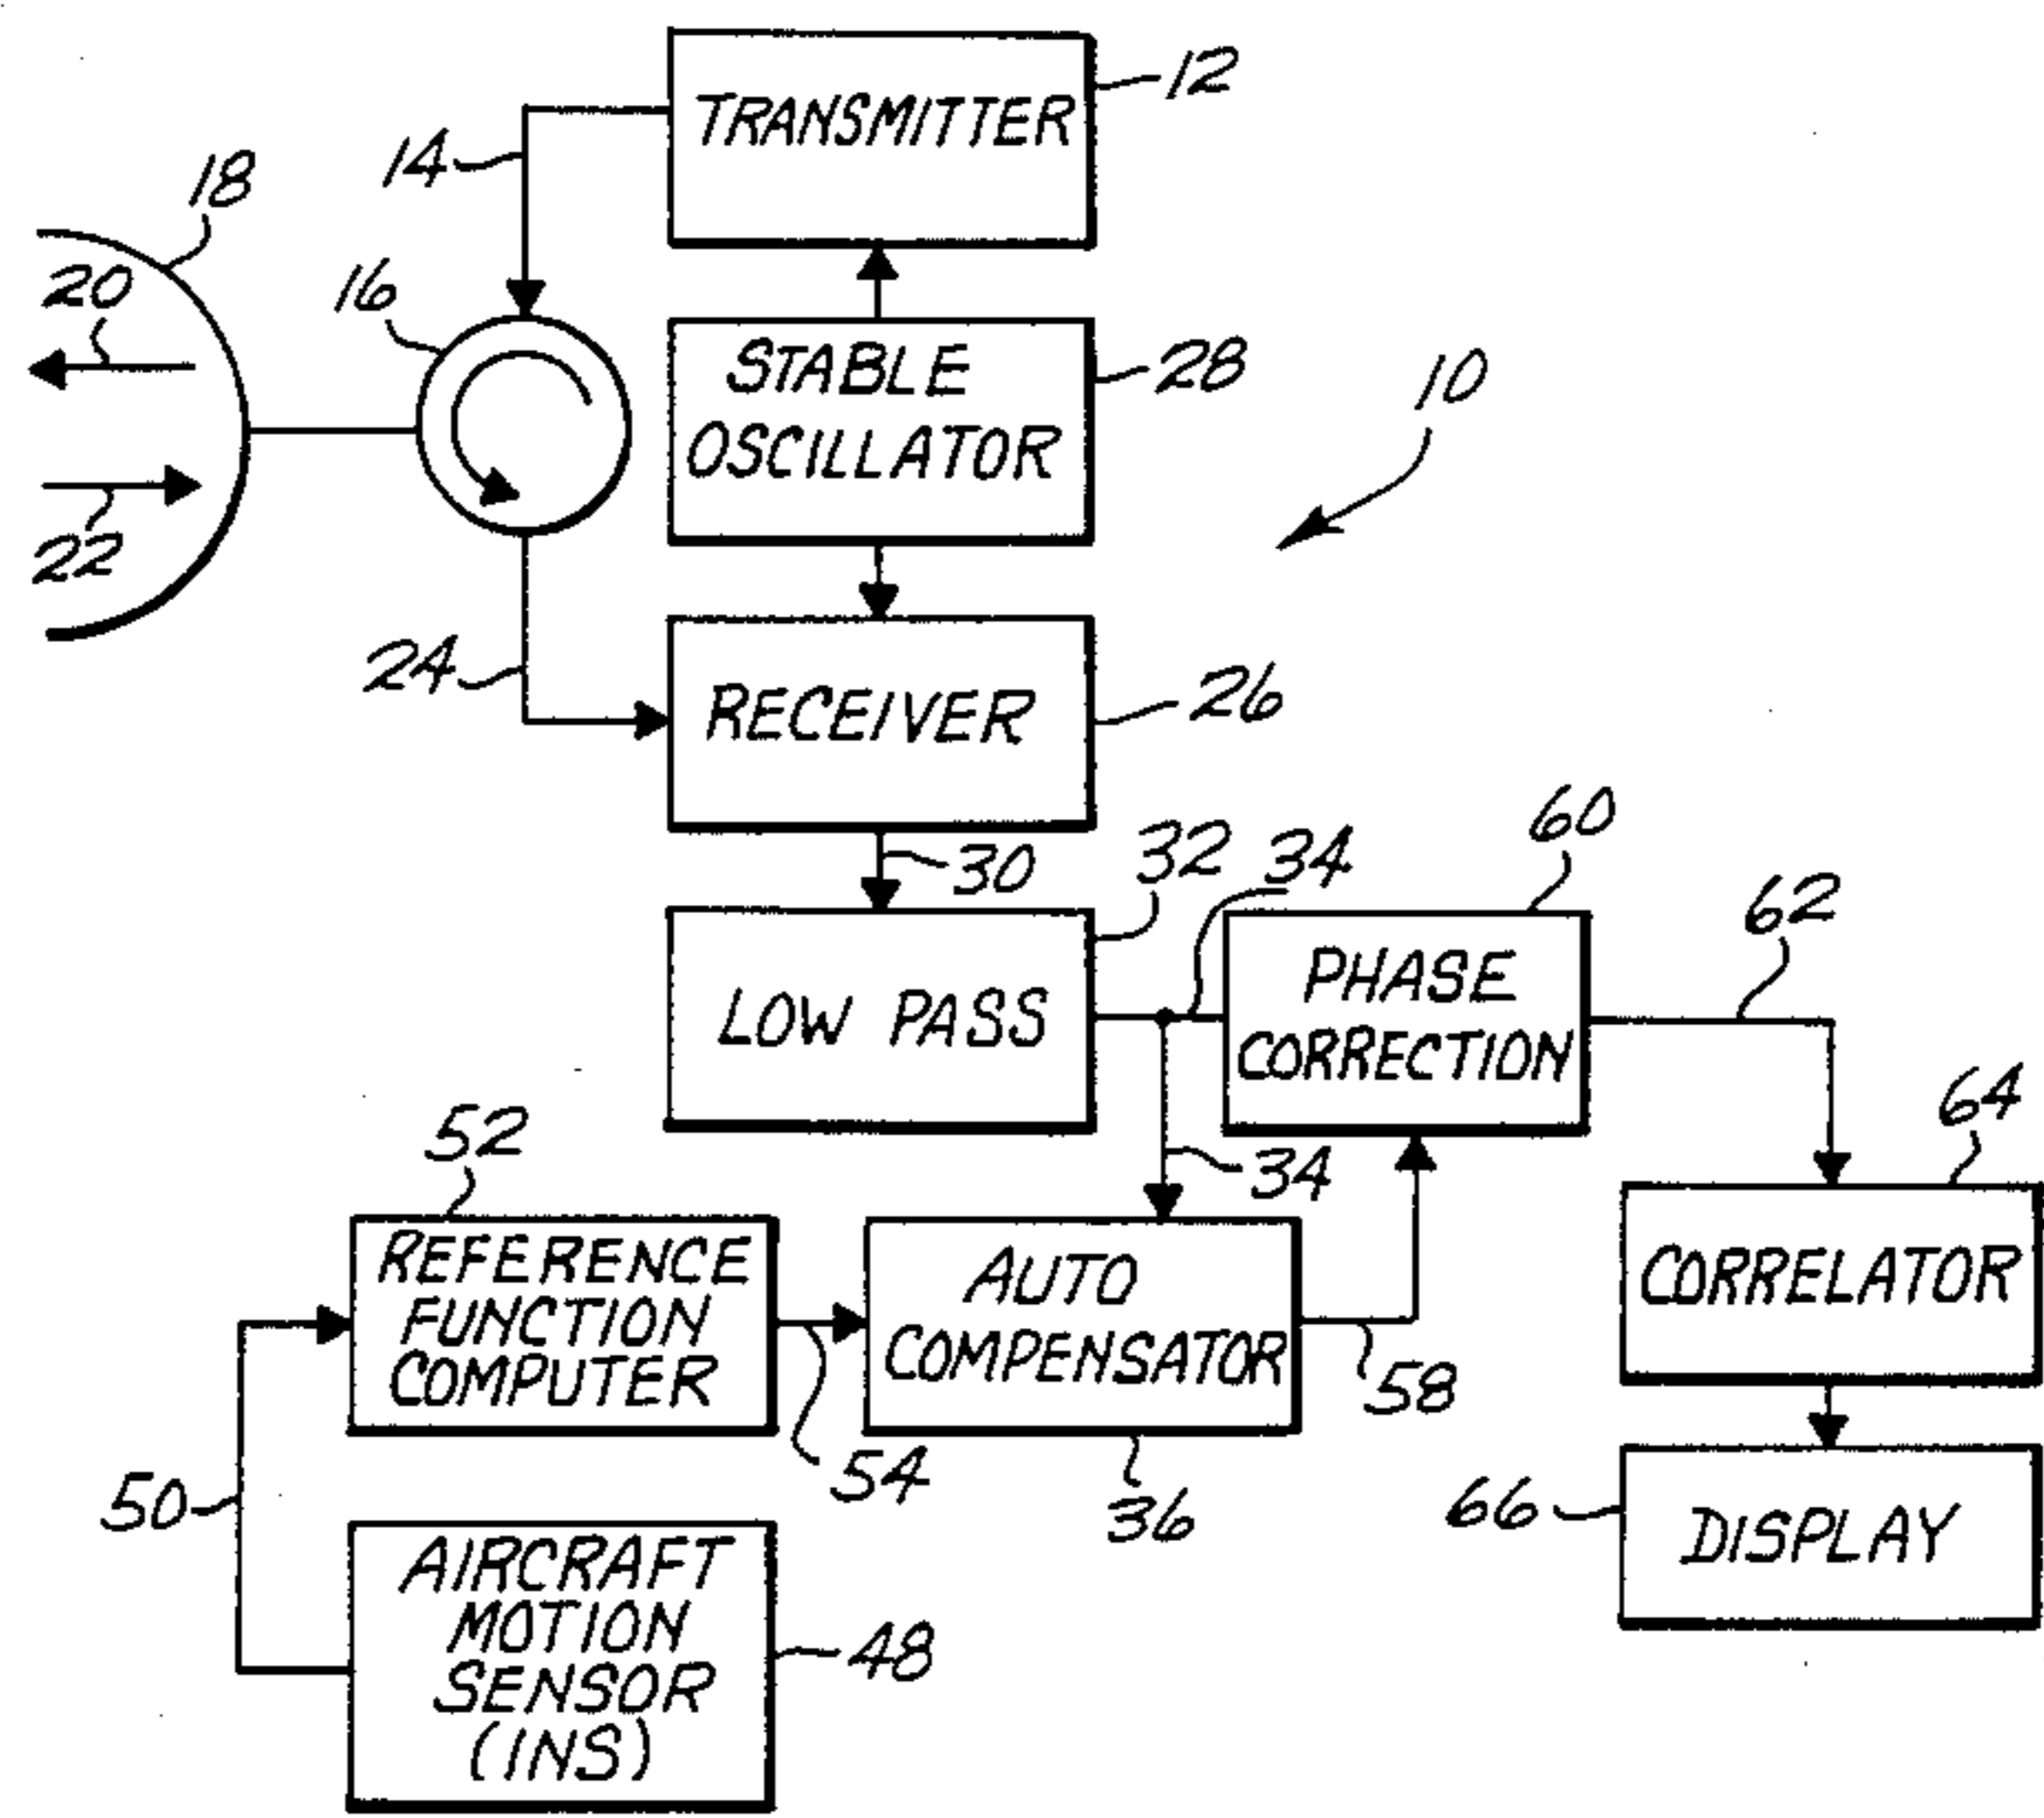 12
TRANSMITTER
14
18
20
16
STABLE
OSCILLATOR
28
10
22
24
RECEIVER
26
30
32
34
60
62
LOW PASS
PHASE
CORRECTION
34
64
52
REFERENCE
FUNCTION
COMPUTER
AUTO
COMPENSATOR
CORRELATOR
58
54
36
50
66
DISPLAY
AIRCRAFT
MOTION
SENSOR
(INS)
48